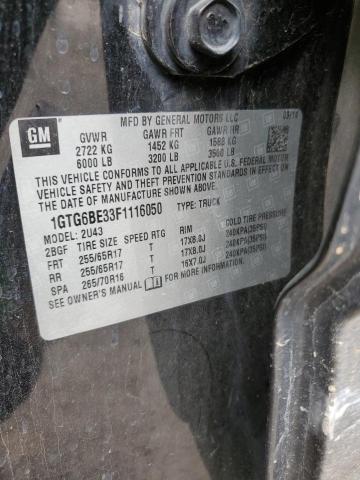 GM
MFD BY GENERAL MOTORS LLC
GVWR GAWR FRT GAWR RR
2722 KG 1452 KG 1588 KG
6000 LB 3200 LB 3500 LB
THIS VEHICLE CONFORMS TO ALL APPLICABLE U.S. FEDERAL MOTOR
VEHICLE SAFETY, BUMPER, AND THEFT PREVENTION STANDARDS IN EFFECT ON
THE DATE OF MANUFACTURE SHOWN ABOVE.
1GTG6BE33F1116050 TYPE: TRUCK
MODEL: 2U43
2BGF TIRE SIZE SPEED RTG RIM COLD TIRE PRESSURE
FRT 255/65R17 T 17X8.0J 240KPA(35PSI)
RR 255/65R17 T 17X8.0J 240KPA(35PSI)
SPA 265/70R16 T 16X7.0J 240KPA(35PSI)
SEE OWNER'S MANUAL FOR MORE INFORMATION.